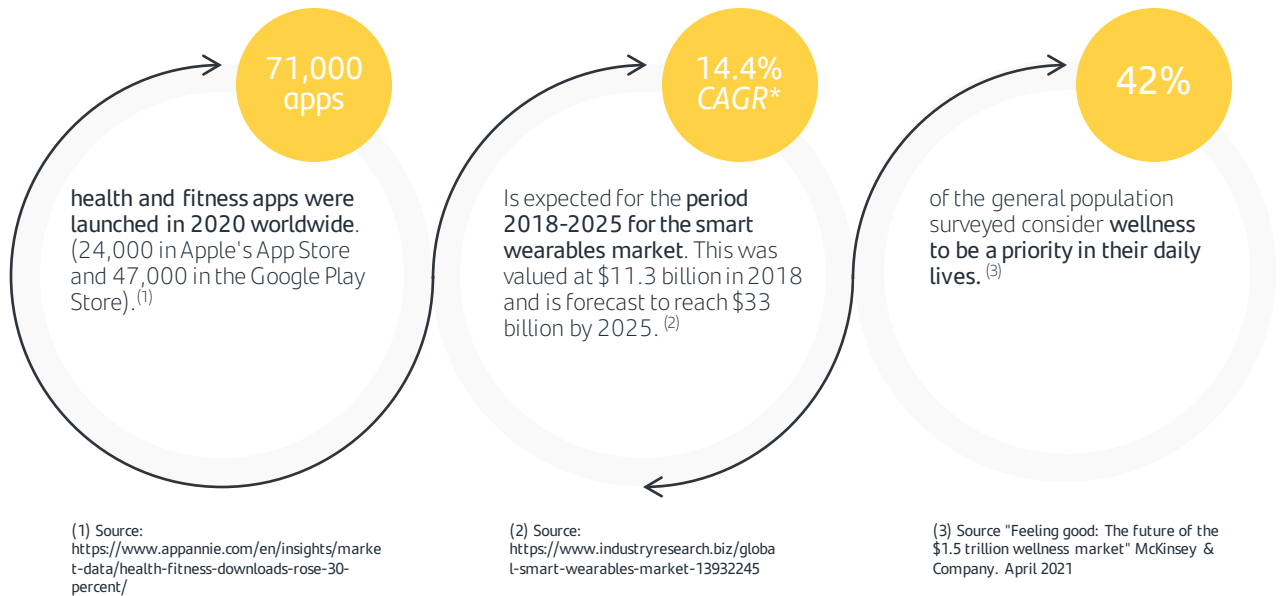 71,000
apps
health and fitness apps were
launched in 2020 worldwide.
(24,000 in Apple's App Store
and 47,000 in the Google Play
Store).(1)
(1) Source:
https://www.appannie.com/en/insights/marke
t-data/health-fitness-downloads-rose-30-
percent/
14.4%
CAGR*
Is expected for the period
2018-2025 for the smart
wearables market. This was
valued at $11.3 billion in 2018
and is forecast to reach $33
billion by 2025. (2)
(2) Source:
https://www.industryresearch.biz/globa
l-smart-wearables-market-13932245
42%
of the general population
surveyed consider wellness
to be a priority in their daily
lives. (3)
(3) Source "Feeling good: The future of the
$1.5 trillion wellness market" McKinsey &
Company. April 2021